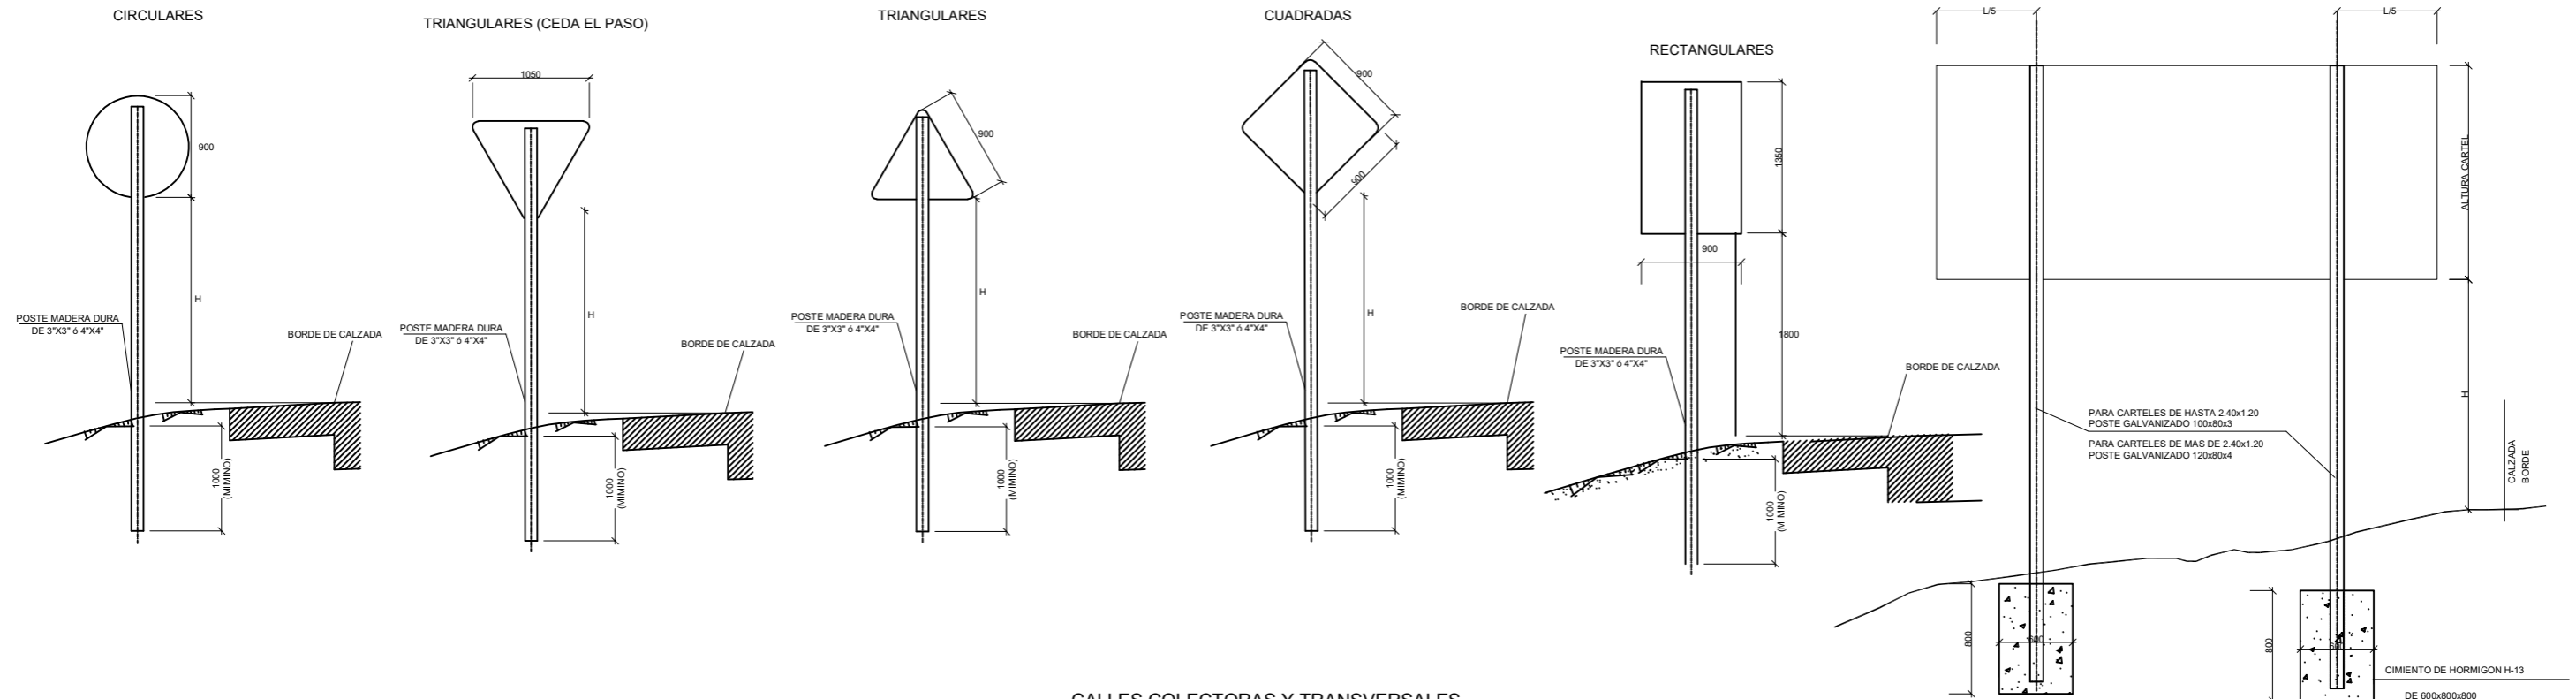 CIRCULARES
900
H
POSTE MADERA DURA
DE 3"X3" ó 4"X4"
BORDE DE CALZADA
1000
(MIMINO)
TRIANGULARES (CEDA EL PASO)
1050
H
POSTE MADERA DURA
DE 3"X3" ó 4"X4"
BORDE DE CALZADA
1000
(MIMINO)
TRIANGULARES
900
H
POSTE MADERA DURA
DE 3"X3" ó 4"X4"
BORDE DE CALZADA
1000
(MIMINO)
CUADRADAS
900
900
H
POSTE MADERA DURA
DE 3"X3" ó 4"X4"
BORDE DE CALZADA
1000
(MIMINO)
RECTANGULARES
1350
900
1800
POSTE MADERA DURA
DE 3"X3" ó 4"X4"
BORDE DE CALZADA
1000
(MIMINO)
L/5
L/5
ALTURA CARTEL
H
PARA CARTELES DE HASTA 2.40x1.20
POSTE GALVANIZADO 100x80x3
PARA CARTELES DE MAS DE 2.40x1.20
POSTE GALVANIZADO 120x80x4
CALZADA
BORDE
800
600
800
CIMIENTO DE HORMIGON H-13
DE 600x800x800
CALLES COLECTORAS Y TRANSVERSALES